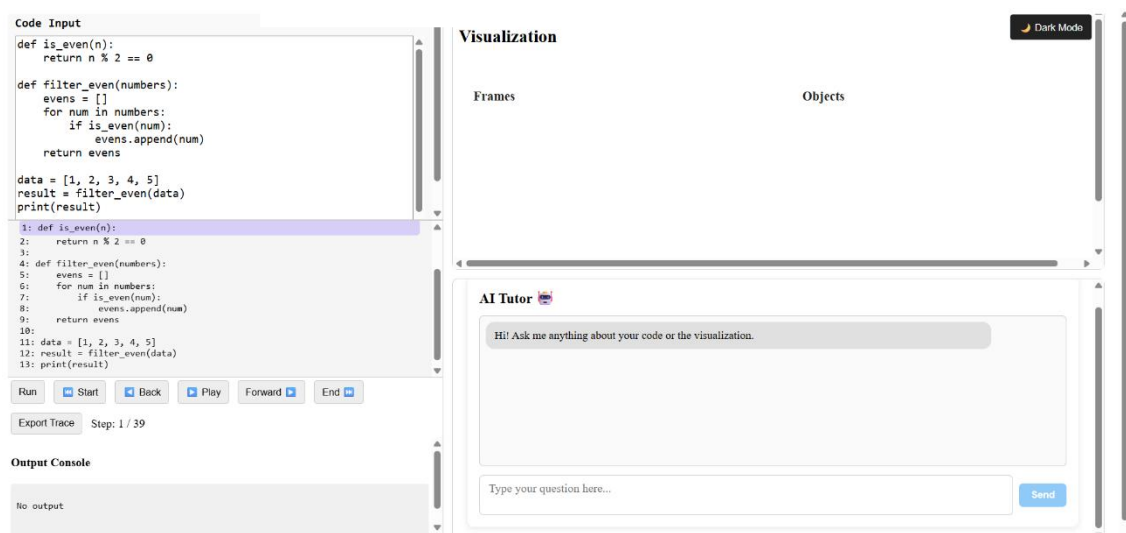 Code Input
def is_even(n):
    return n % 2 == 0
def filter_even(numbers):
    evens = []
    for num in numbers:
        if is_even(num):
            evens.append(num)
    return evens
data = [1, 2, 3, 4, 5]
result = filter_even(data)
print(result)
1: def is_even(n):
2:     return n % 2 == 0
3:
4: def filter_even(numbers):
5:     evens = []
6:     for num in numbers:
7:         if is_even(num):
8:             evens.append(num)
9:     return evens
10:
11: data = [1, 2, 3, 4, 5]
12: result = filter_even(data)
13: print(result)
Run Start Back Play Forward End
Export Trace Step: 1 / 39
Output Console
No output
Visualization
Dark Mode
Frames Objects
AI Tutor
Hi! Ask me anything about your code or the visualization.
Type your question here...
Send